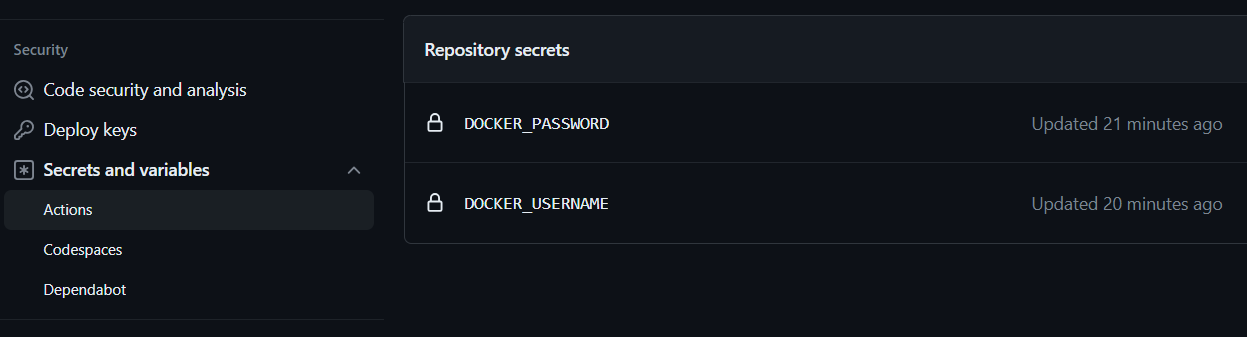 Security
Code security and analysis
Deploy keys
Secrets and variables
Actions
Codespaces
Dependabot
Repository secrets
DOCKER_PASSWORD
Updated 21 minutes ago
DOCKER_USERNAME
Updated 20 minutes ago